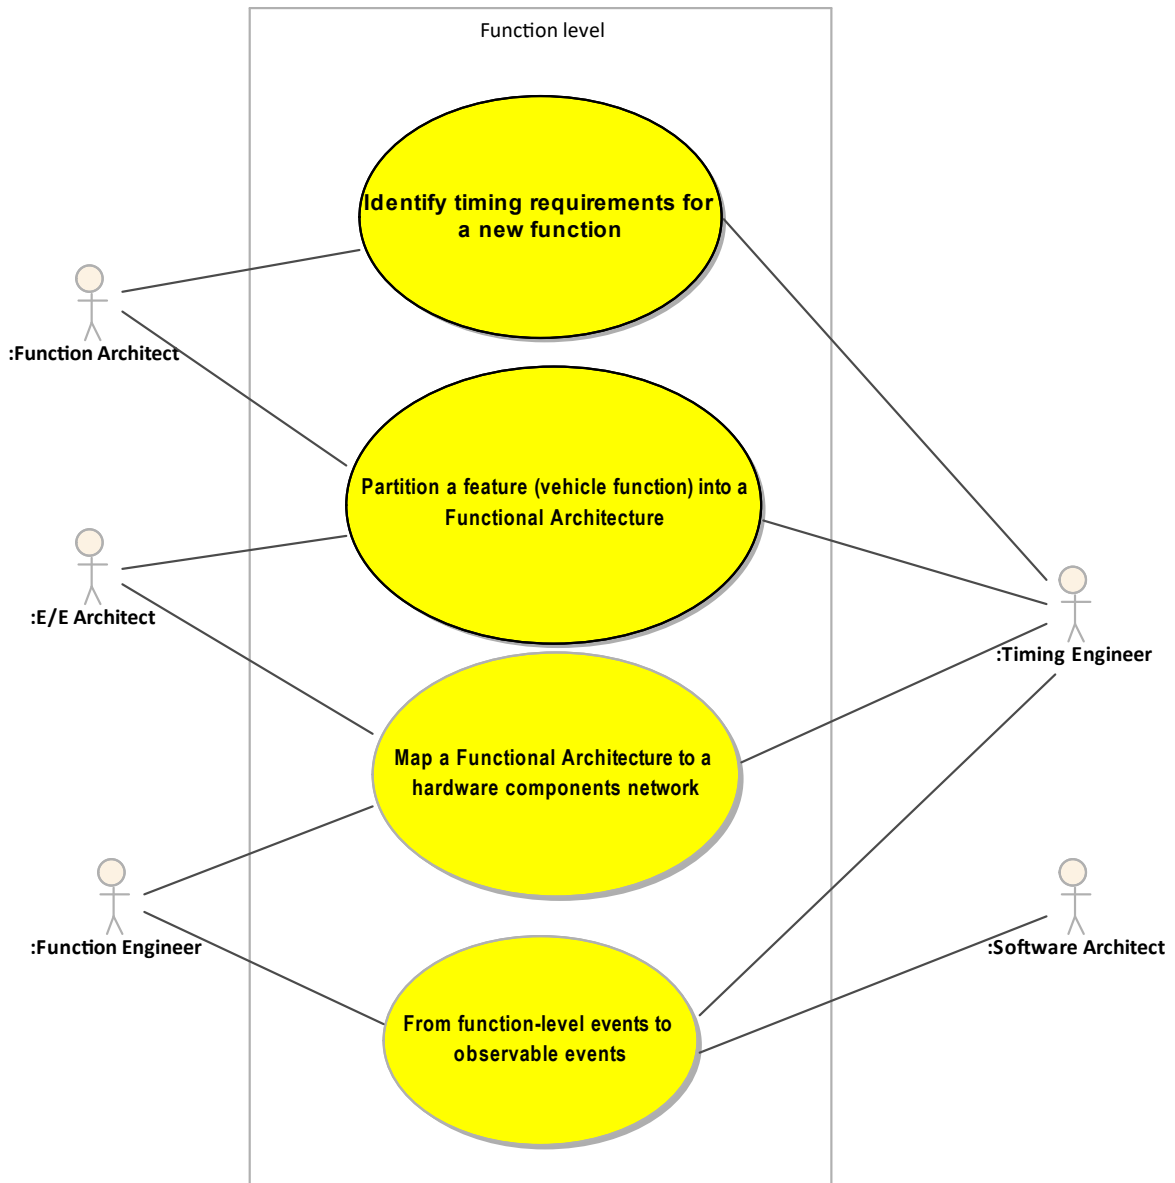 Function level
Identify timing requirements for
a new function
:Function Architect
Partition a feature (vehicle function) into a
Functional Architecture
:E/E Architect
:Timing Engineer
Map a Functional Architecture to a
hardware components network
:Function Engineer
:Software Architect
From function-level events to
observable events